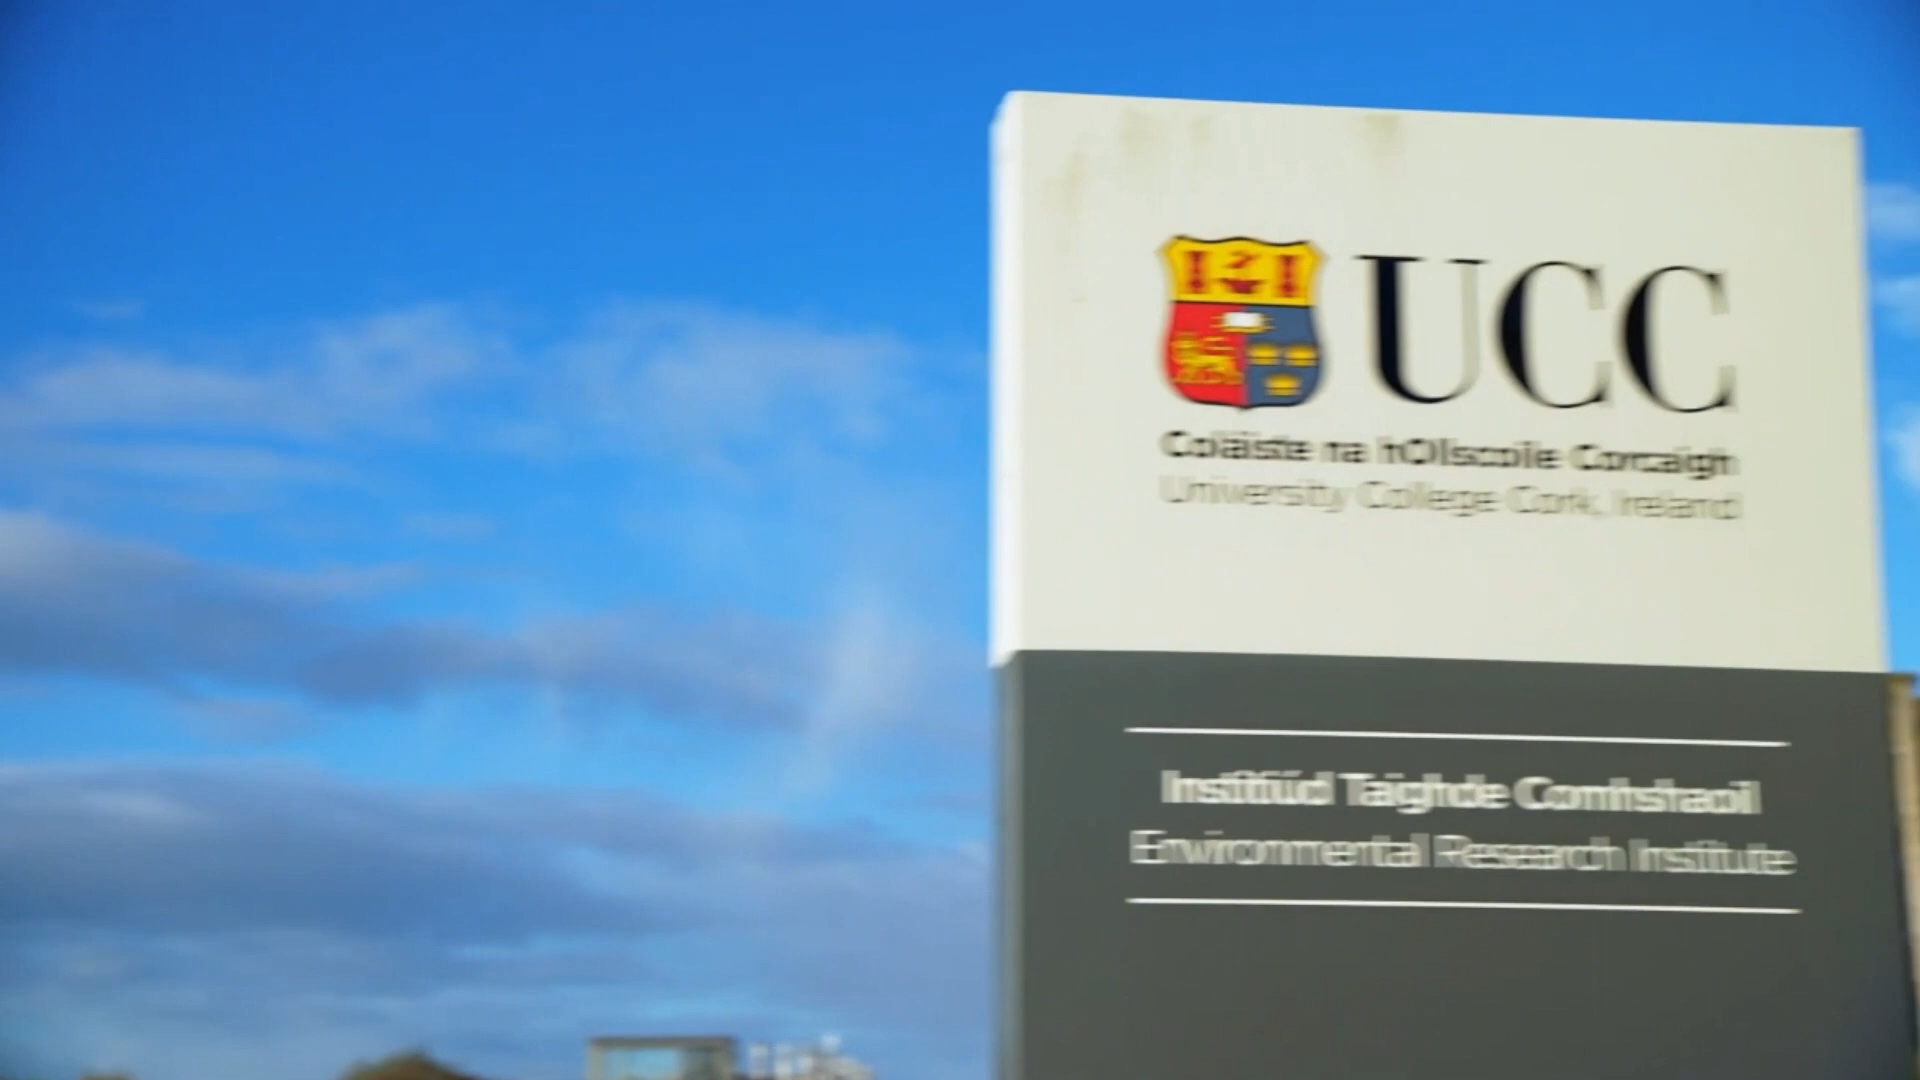 UCC
Coláiste na hOllscoile Corcaigh
University College Cork, Ireland
Institiúid Taighde Comhshaoil
Environmental Research Institute